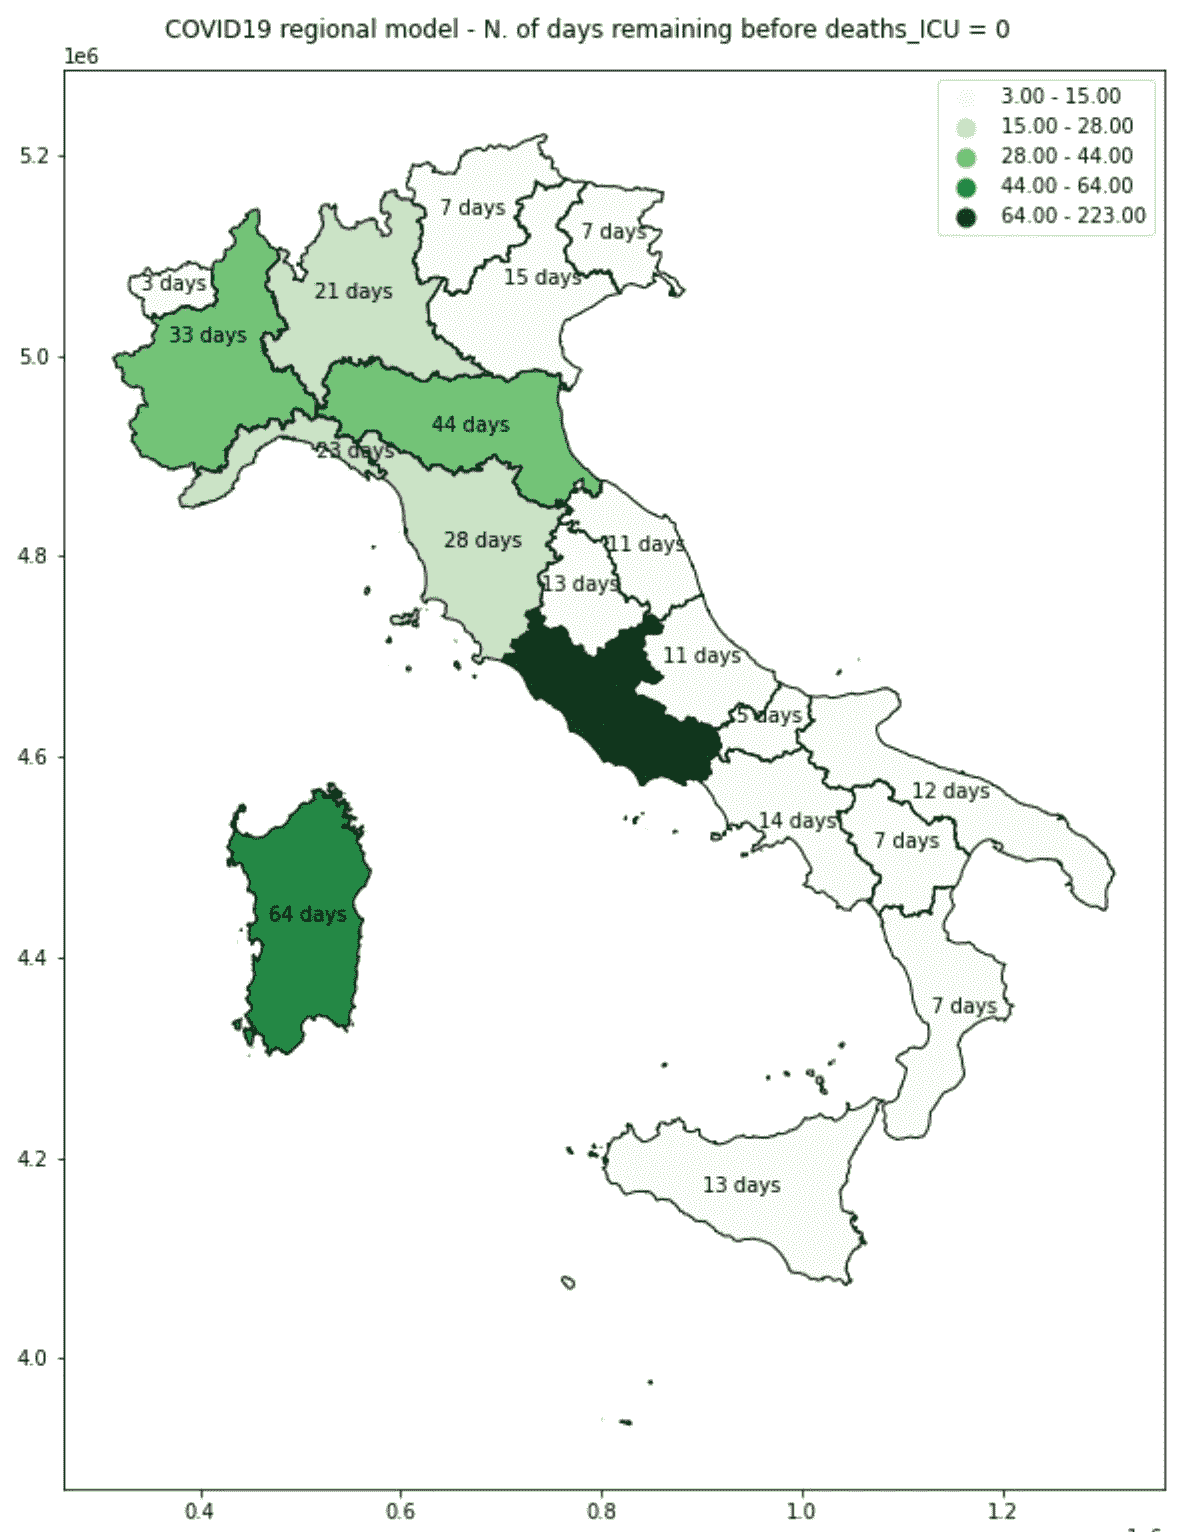 COVID19 regional model - N. of days remaining before deaths_ICU = 0
1e6
3.00 - 15.00
15.00 - 28.00
28.00 - 44.00
44.00 - 64.00
64.00 - 223.00
5.2
7 days
7 days
15 days
3 days
21 days
33 days
5.0
44 days
23 days
28 days
11 days
4.8
13 days
11 days
5 days
4.6
12 days
14 days
7 days
64 days
4.4
7 days
4.2
13 days
4.0
0.4
0.6
0.8
1.0
1.2